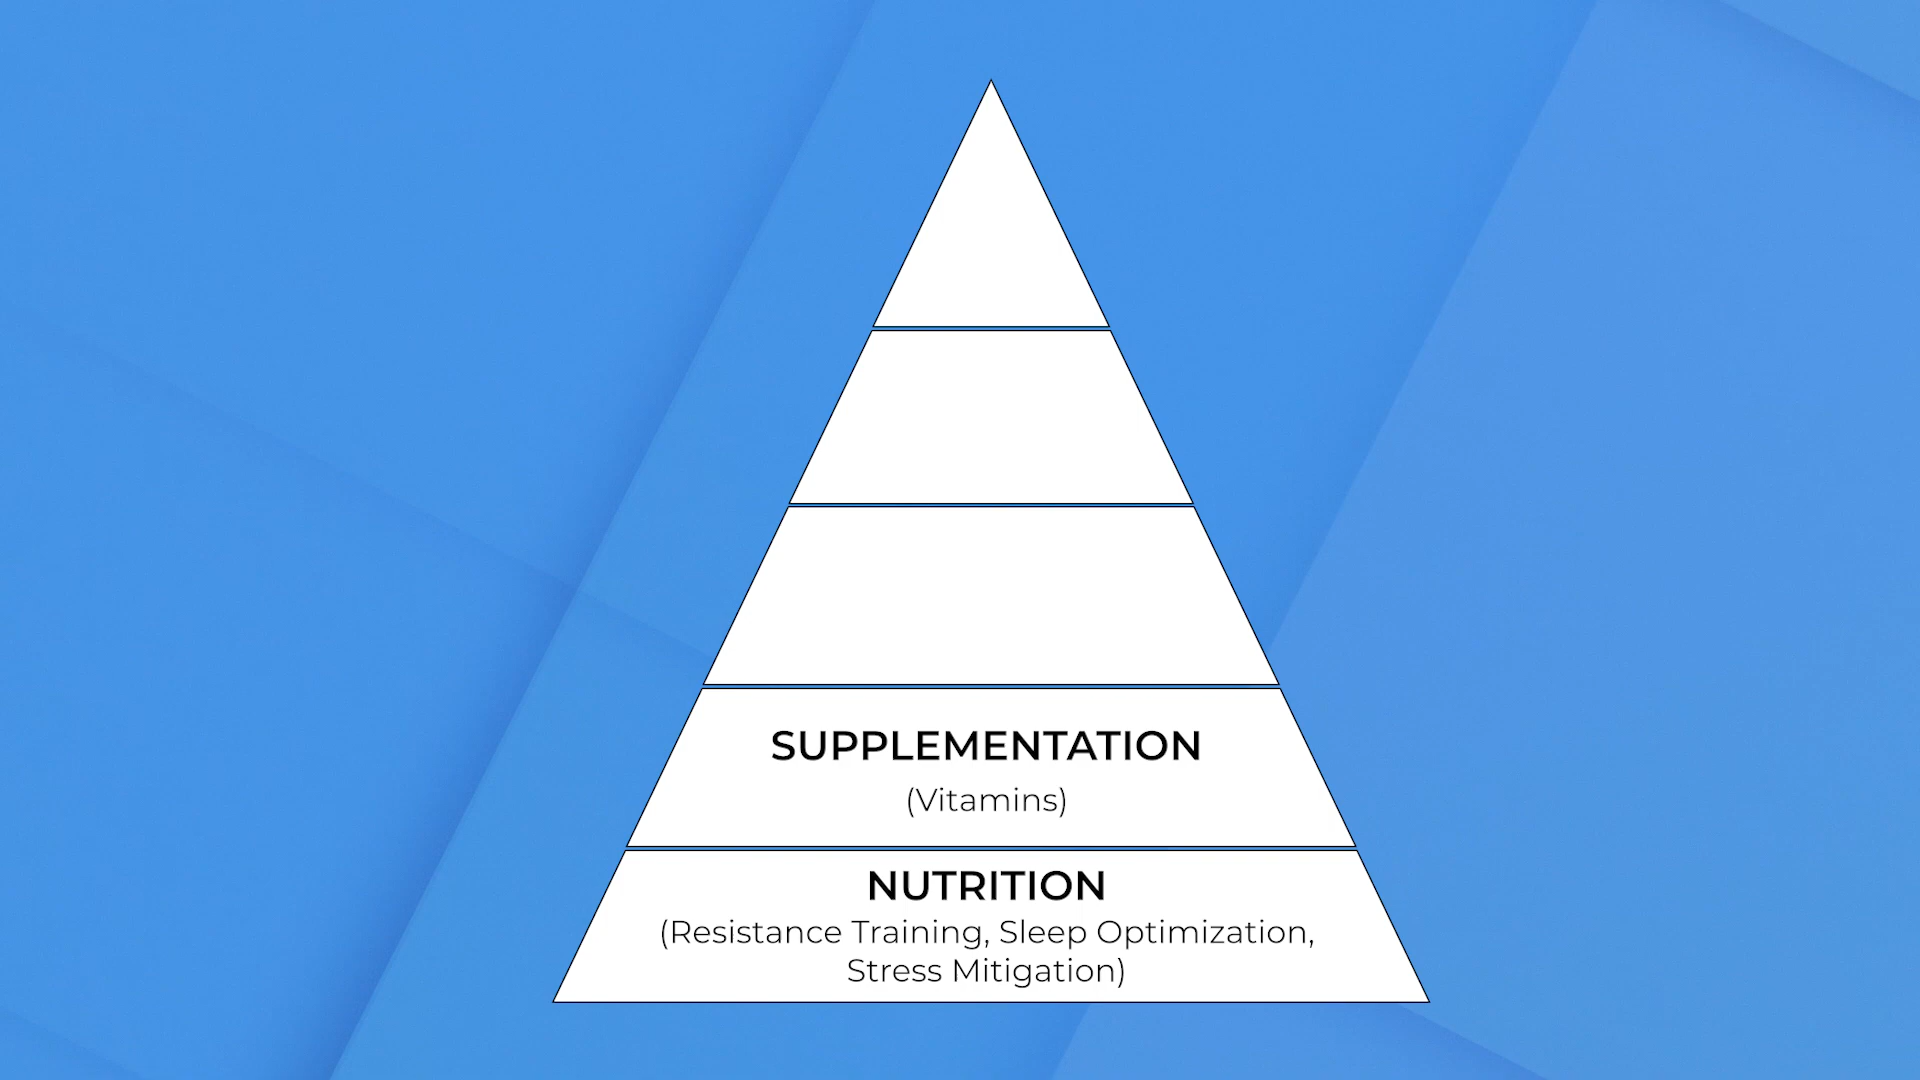 SUPPLEMENTATION
(Vitamins)
NUTRITION
(Resistance Training, Sleep Optimization,
Stress Mitigation)